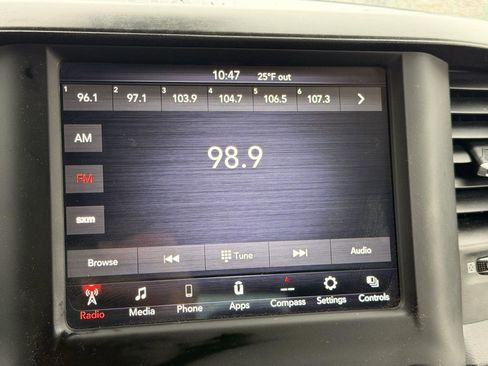 10:47 25°F out
1 2 3 4 5 6
96.1 97.1 103.9 104.7 106.5 107.3
AM
98.9
FM
sxm
Browse Tune Audio
Radio Media Phone Apps Compass Settings Controls